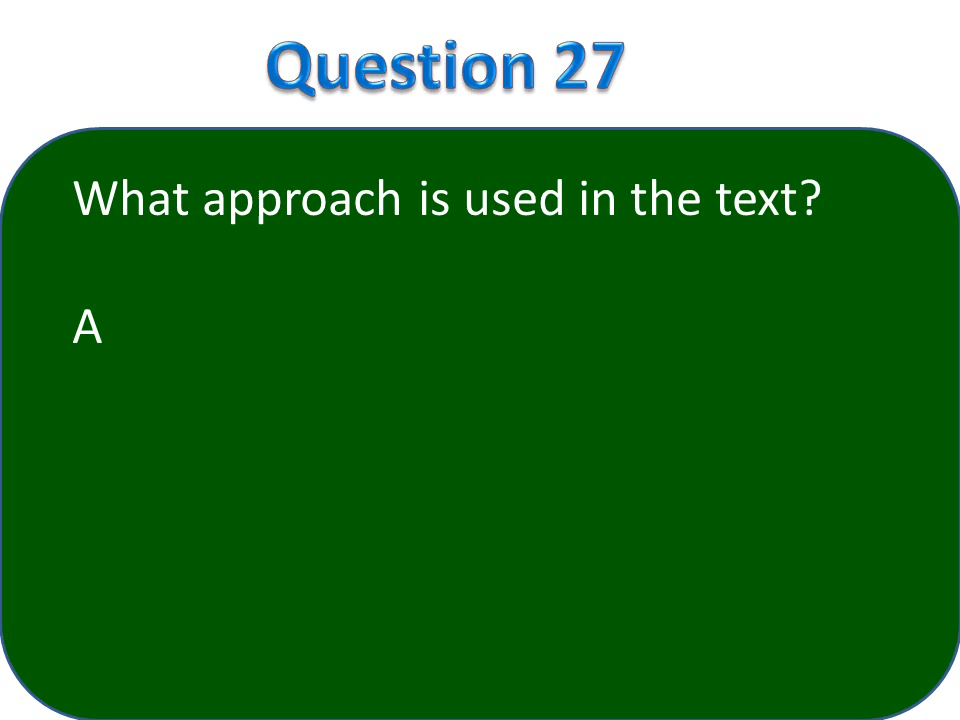 Question 27
What approach is used in the text?
A